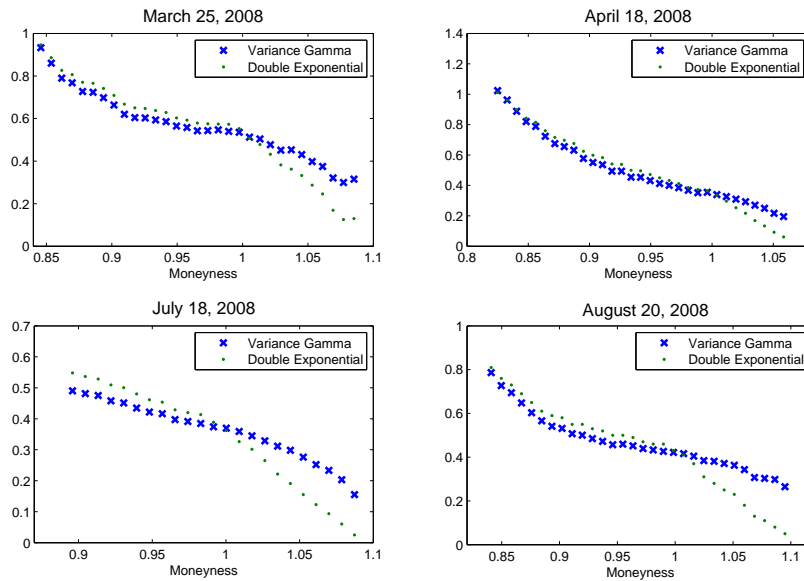 March 25, 2008
1
0.8
0.6
0.4
0.2
0
Variance Gamma
Double Exponential
0.85 0.9 0.95 1 1.05 1.1
Moneyness
April 18, 2008
1.4
1.2
1
0.8
0.6
0.4
0.2
0
Variance Gamma
Double Exponential
0.8 0.85 0.9 0.95 1 1.05
Moneyness
July 18, 2008
0.7
0.6
0.5
0.4
0.3
0.2
0.1
0
Variance Gamma
Double Exponential
0.9 0.95 1 1.05 1.1
Moneyness
August 20, 2008
1
0.8
0.6
0.4
0.2
0
Variance Gamma
Double Exponential
0.85 0.9 0.95 1 1.05 1.1
Moneyness